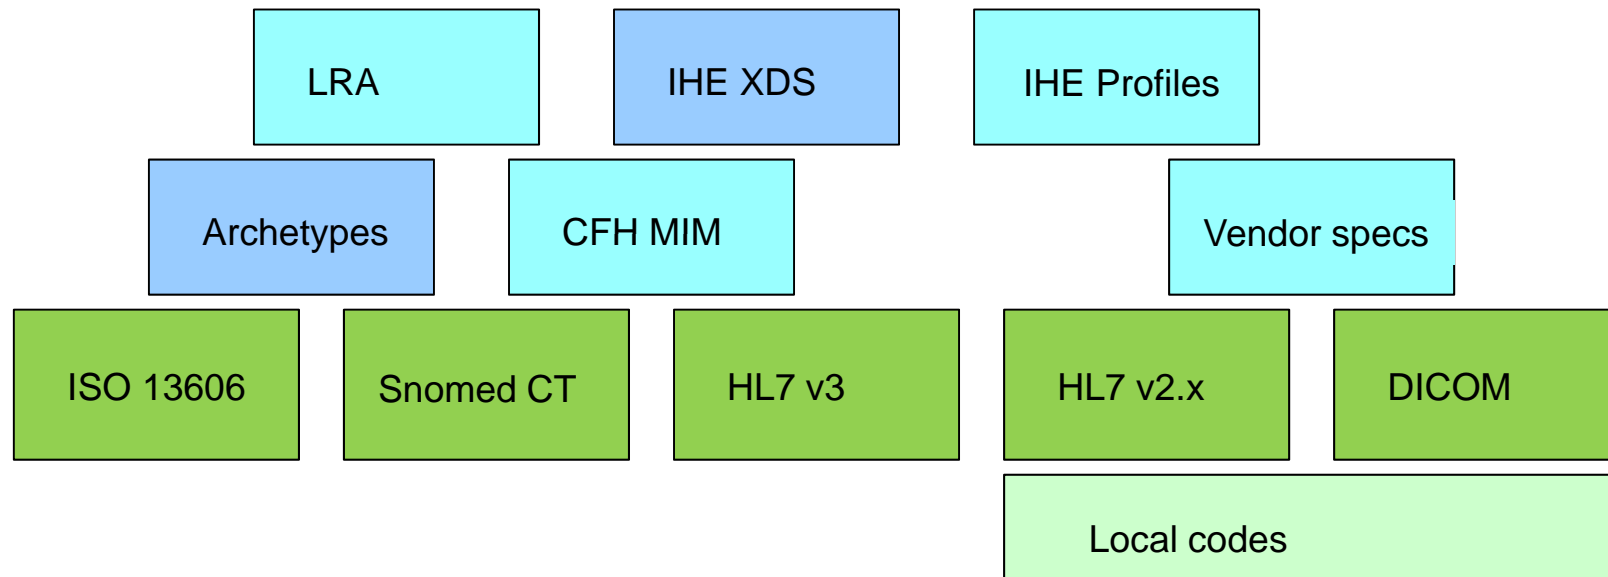 LRA
IHE XDS
IHE Profiles
Archetypes
CFH MIM
Vendor specs
ISO 13606
Snomed CT
HL7 v3
HL7 v2.x
DICOM
Local codes